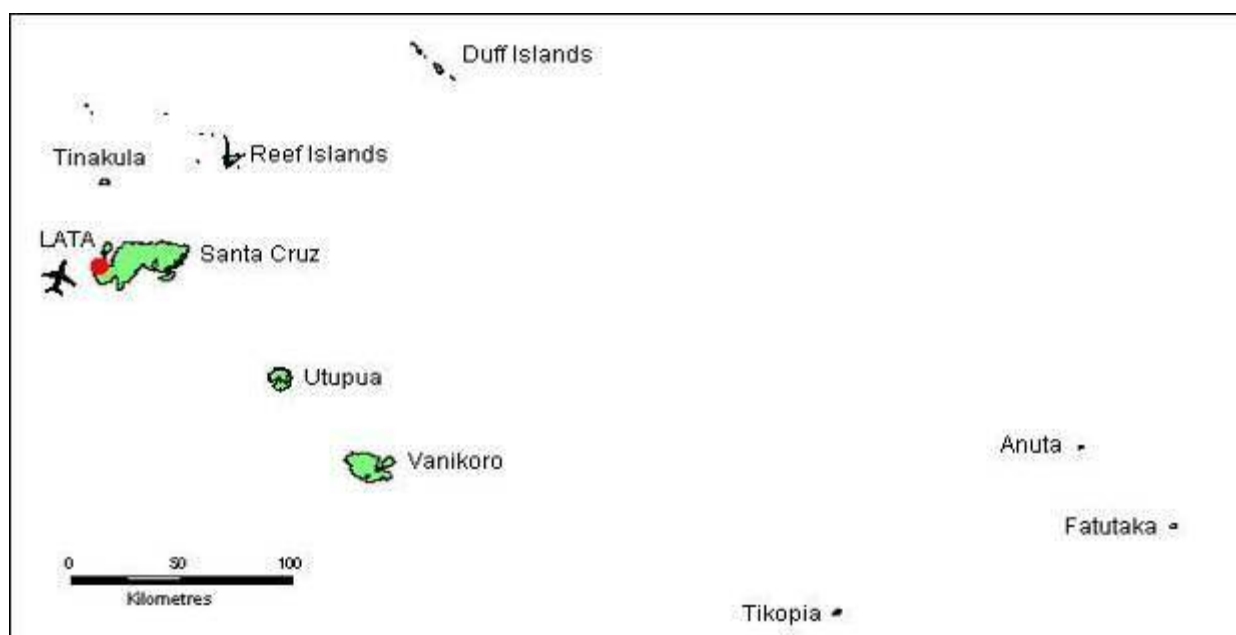 Duff Islands
Tinakula
Reef Islands
LATA
Santa Cruz
Utupua
Vanikoro
Anuta
Fatutaka
0 50 100
Kilometres
Tikopia